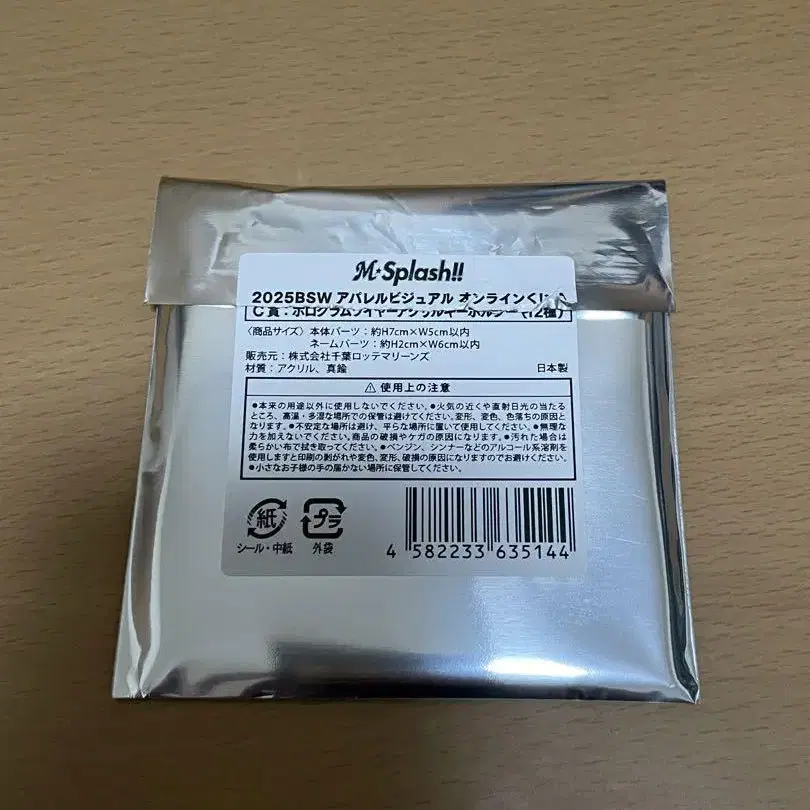 M☆Splash!!
2025BSW アパレルビジュアル オンラインくじ
C賞：ホログラムワイヤーアクリルキーホルダー（12種）
〈商品サイズ〉本体パーツ：約H7cm×W5cm以内
ネームパーツ：約H2cm×W6cm以内
販売元：株式会社千葉ロッテマリーンズ
材質：アクリル、真鍮
日本製
⚠ 使用上の注意
●本来の用途以外に使用しないでください。●火気の近くや直射日光の当たる
ところ、高温・多湿な場所での保管は避けてください。変形、変色、色落ちの原因と
なります。●不安定な場所は避け、平らな場所に置いて使用してください。●無理な
力を加えないでください。商品の破損やケガの原因になります。●汚れた場合は
柔らかい布で拭き取ってください。●ベンジン、シンナーなどのアルコール系溶剤を
使用しますと印刷の剥がれや変色、変形、破損の原因になりますのでお避けください。
●小さなお子様の手の届かない場所に保管してください。
紙
シール・中紙
プラ
外袋
4 582233 635144